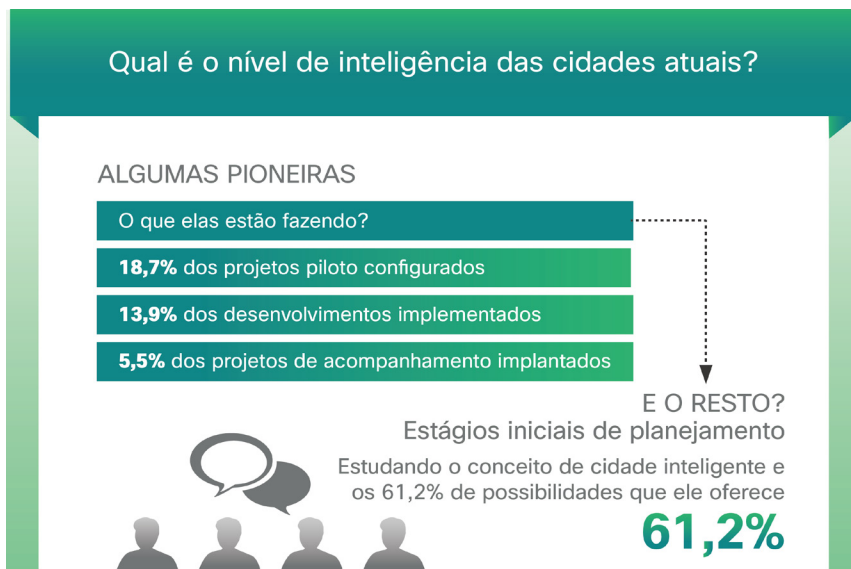 Qual é o nível de inteligência das cidades atuais?
ALGUMAS PIONEIRAS
O que elas estão fazendo?
18,7% dos projetos piloto configurados
13,9% dos desenvolvimentos implementados
5,5% dos projetos de acompanhamento implantados
E O RESTO?
Estágios iniciais de planejamento
Estudando o conceito de cidade inteligente e
os 61,2% de possibilidades que ele oferece
61,2%